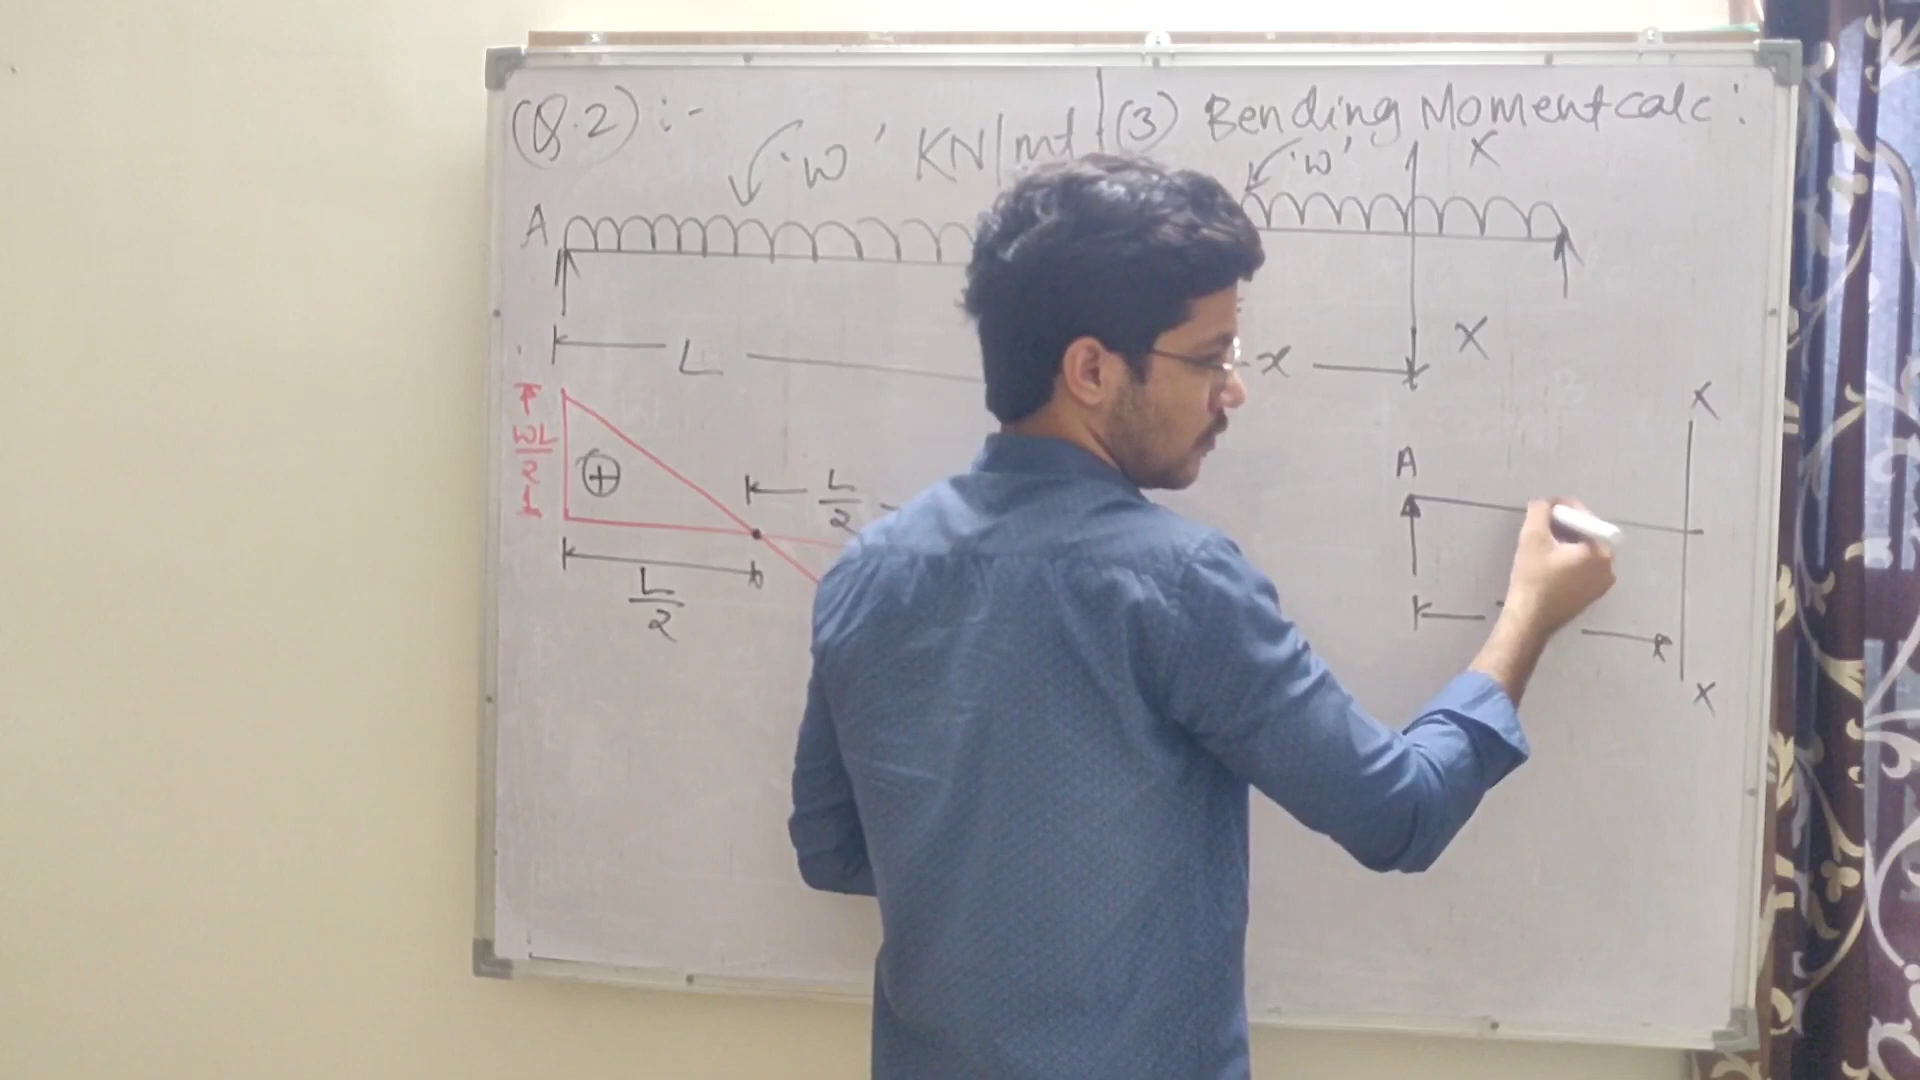 (Q.2) :-
'w' KN/mt
A
L
wL
2
+
L
2
L
2
(3) Bending Moment calc :
'w'
X
X
x
X
A
X